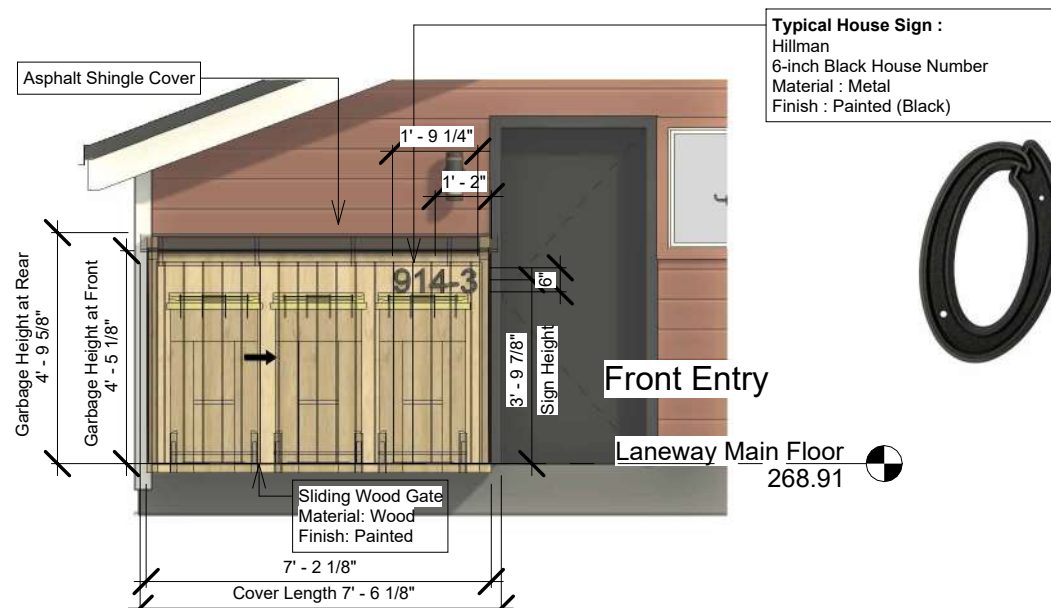 Typical House Sign :
Hillman
6-inch Black House Number
Material : Metal
Finish : Painted (Black)
Asphalt Shingle Cover
1' - 9 1/4"
1' - 2"
914-3
6"
Garbage Height at Rear
4' - 9 5/8"
Garbage Height at Front
4' - 5 1/8"
3' - 9 7/8"
Sign Height
Front Entry
Laneway Main Floor
268.91
Sliding Wood Gate
Material: Wood
Finish: Painted
7' - 2 1/8"
Cover Length 7' - 6 1/8"